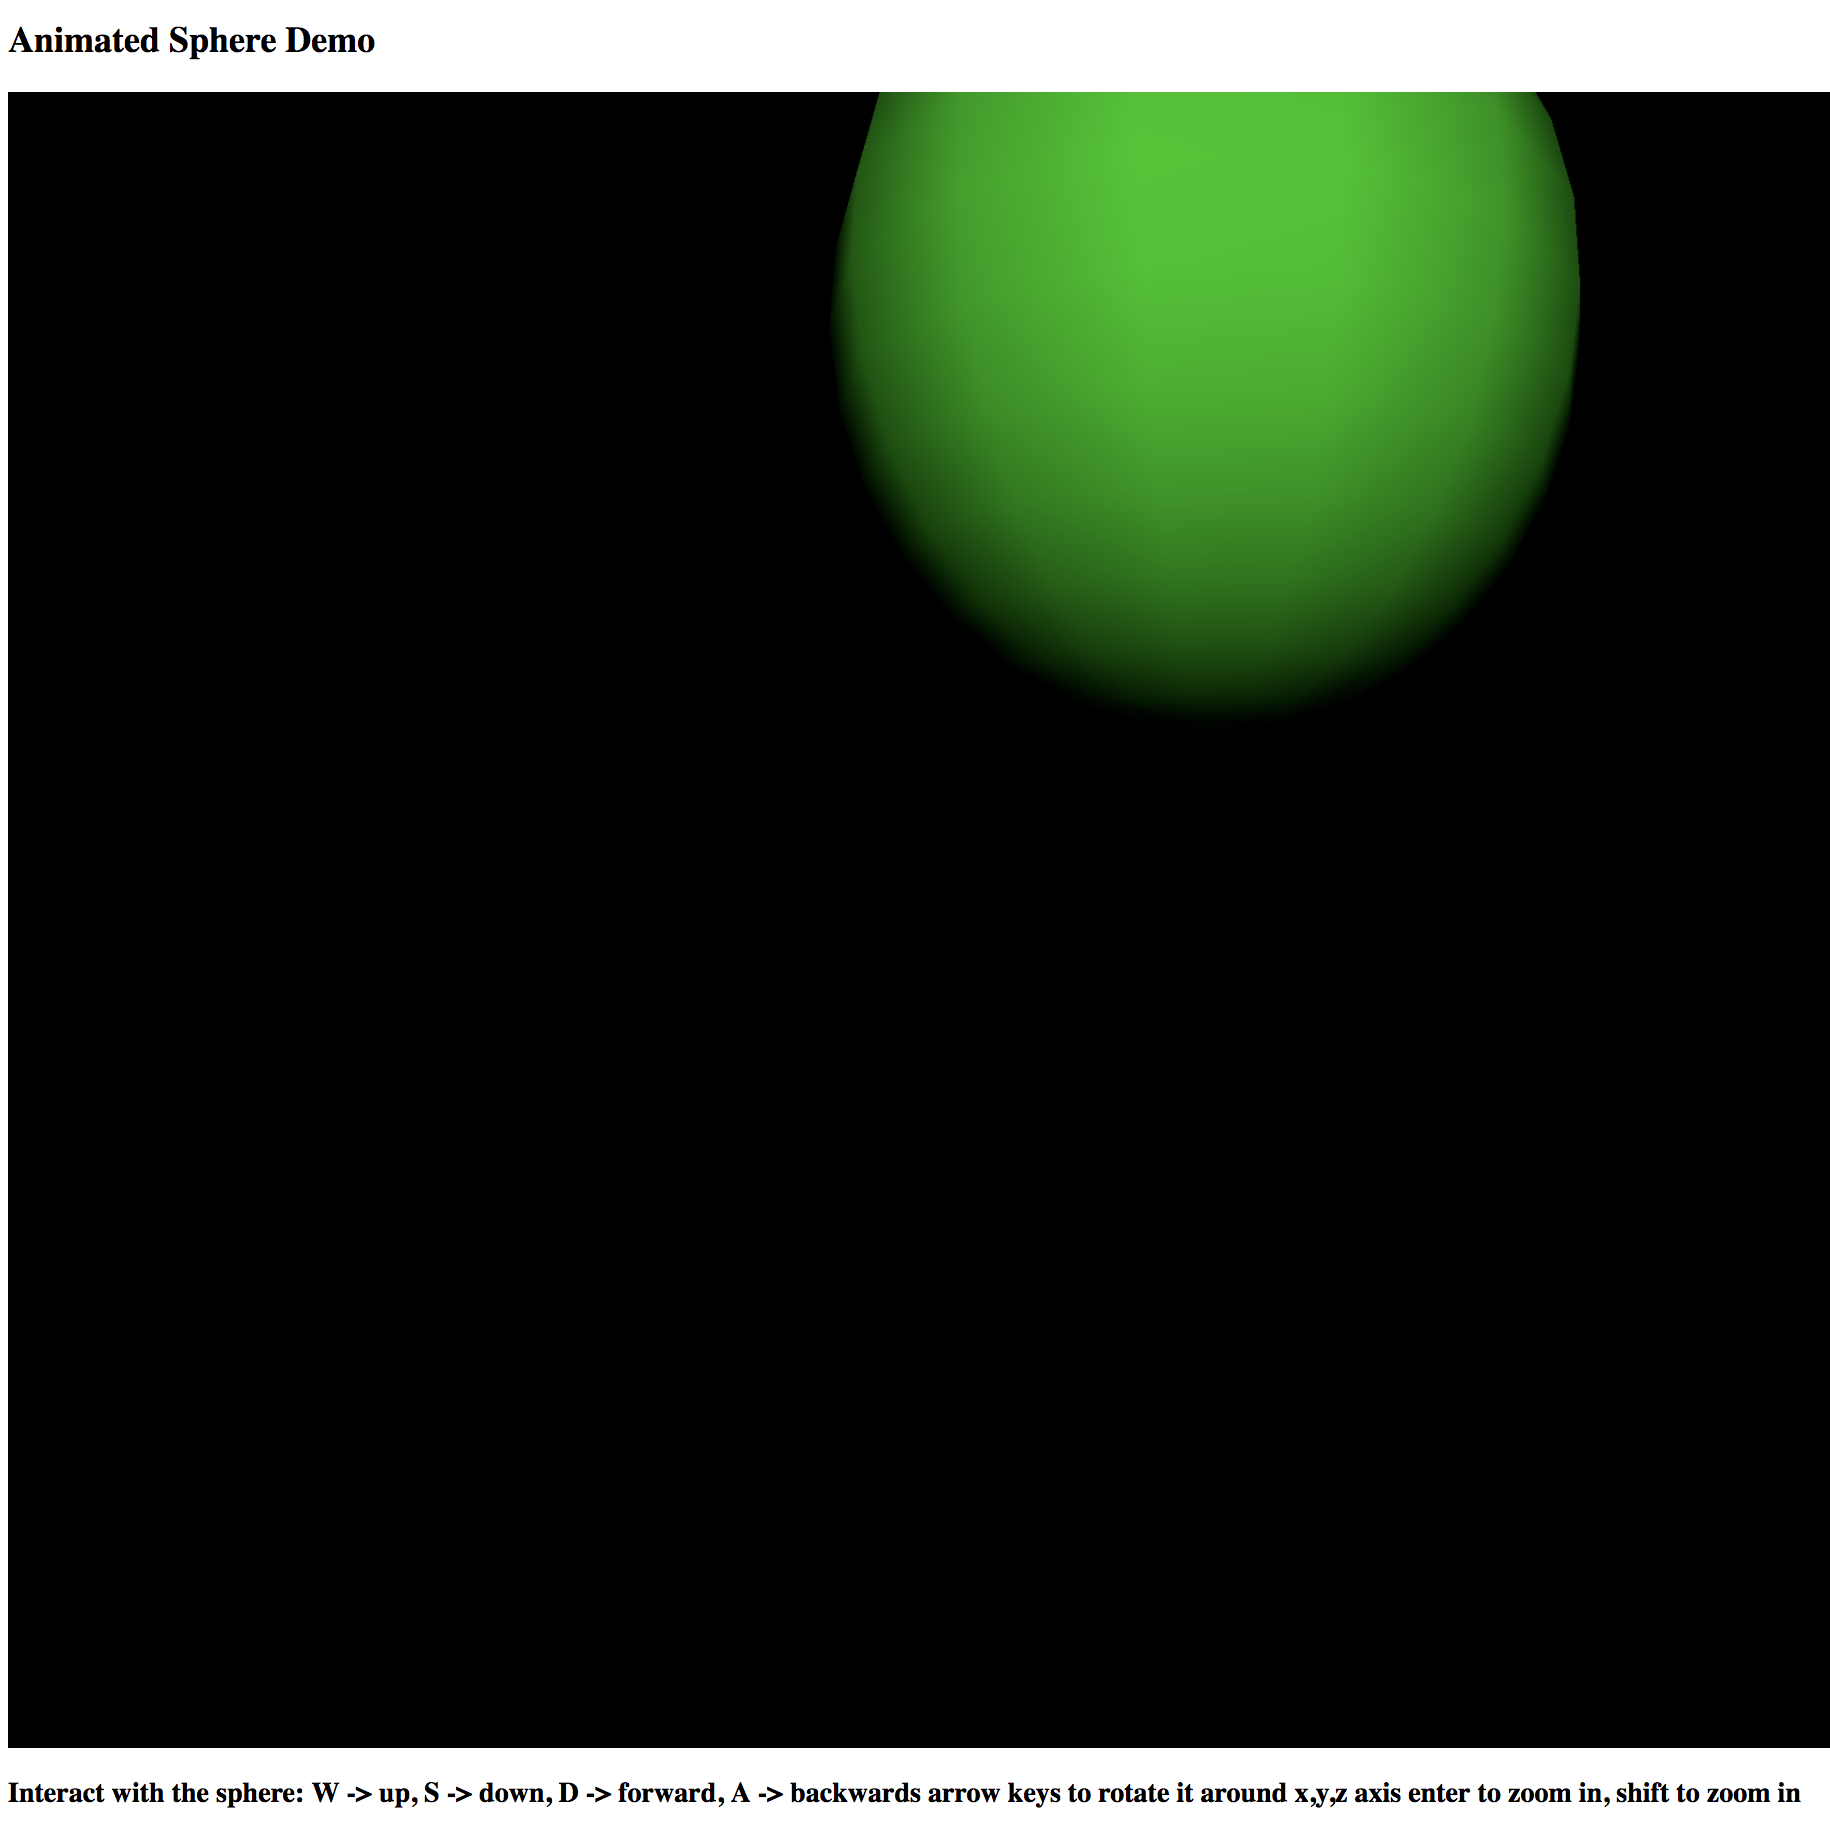 Animated Sphere Demo
Interact with the sphere: W -> up, S -> down, D -> forward, A -> backwards arrow keys to rotate it around x,y,z axis enter to zoom in, shift to zoom in